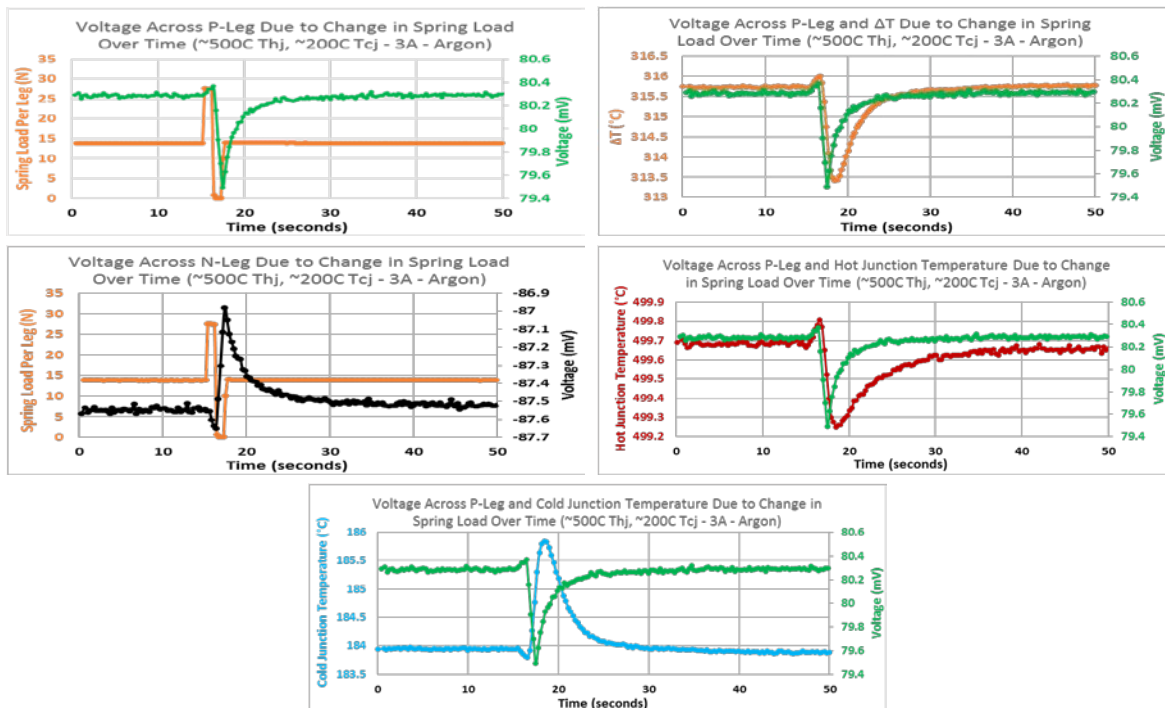 Voltage Across P-Leg Due to Change in Spring Load
Over Time (~500C Thj, ~200C Tcj - 3A - Argon)
Spring Load Per Leg (N)
35
30
25
20
15
10
5
0
80.6
80.4
80.2
80
79.8
79.6
79.4
Voltage (mV)
0 10 20 30 40 50
Time (seconds)
Voltage Across P-Leg and ΔT Due to Change in Spring
Load Over Time (~500C Thj, ~200C Tcj - 3A - Argon)
ΔT (°C)
316.5
316
315.5
315
314.5
314
313.5
313
80.6
80.4
80.2
80
79.8
79.6
79.4
Voltage (mV)
0 10 20 30 40 50
Time (seconds)
Voltage Across N-Leg Due to Change in Spring Load
Over Time (~500C Thj, ~200C Tcj - 3A - Argon)
Spring Load Per Leg (N)
35
30
25
20
15
10
5
0
-86.9
-87
-87.1
-87.2
-87.3
-87.4
-87.5
-87.6
-87.7
Voltage (mV)
0 10 20 30 40 50
Time (seconds)
Voltage Across P-Leg and Hot Junction Temperature Due to Change
in Spring Load Over Time (~500C Thj, ~200C Tcj - 3A - Argon)
Hot Junction Temperature (°C)
499.9
499.8
499.7
499.6
499.5
499.4
499.3
499.2
80.6
80.4
80.2
80
79.8
79.6
79.4
Voltage (mV)
0 10 20 30 40 50
Time (seconds)
Voltage Across P-Leg and Cold Junction Temperature Due to Change in
Spring Load Over Time (~500C Thj, ~200C Tcj - 3A - Argon)
Cold Junction Temperature (°C)
186
185.5
185
184.5
184
183.5
80.6
80.4
80.2
80
79.8
79.6
79.4
Voltage (mV)
0 10 20 30 40 50
Time (seconds)